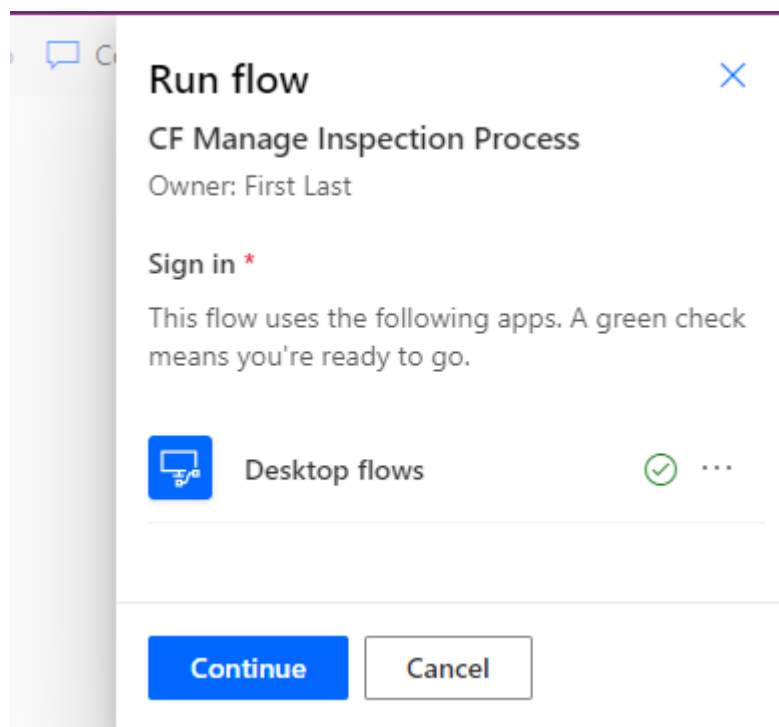 Run flow
CF Manage Inspection Process
Owner: First Last
Sign in *
This flow uses the following apps. A green check
means you're ready to go.
Desktop flows
Continue
Cancel